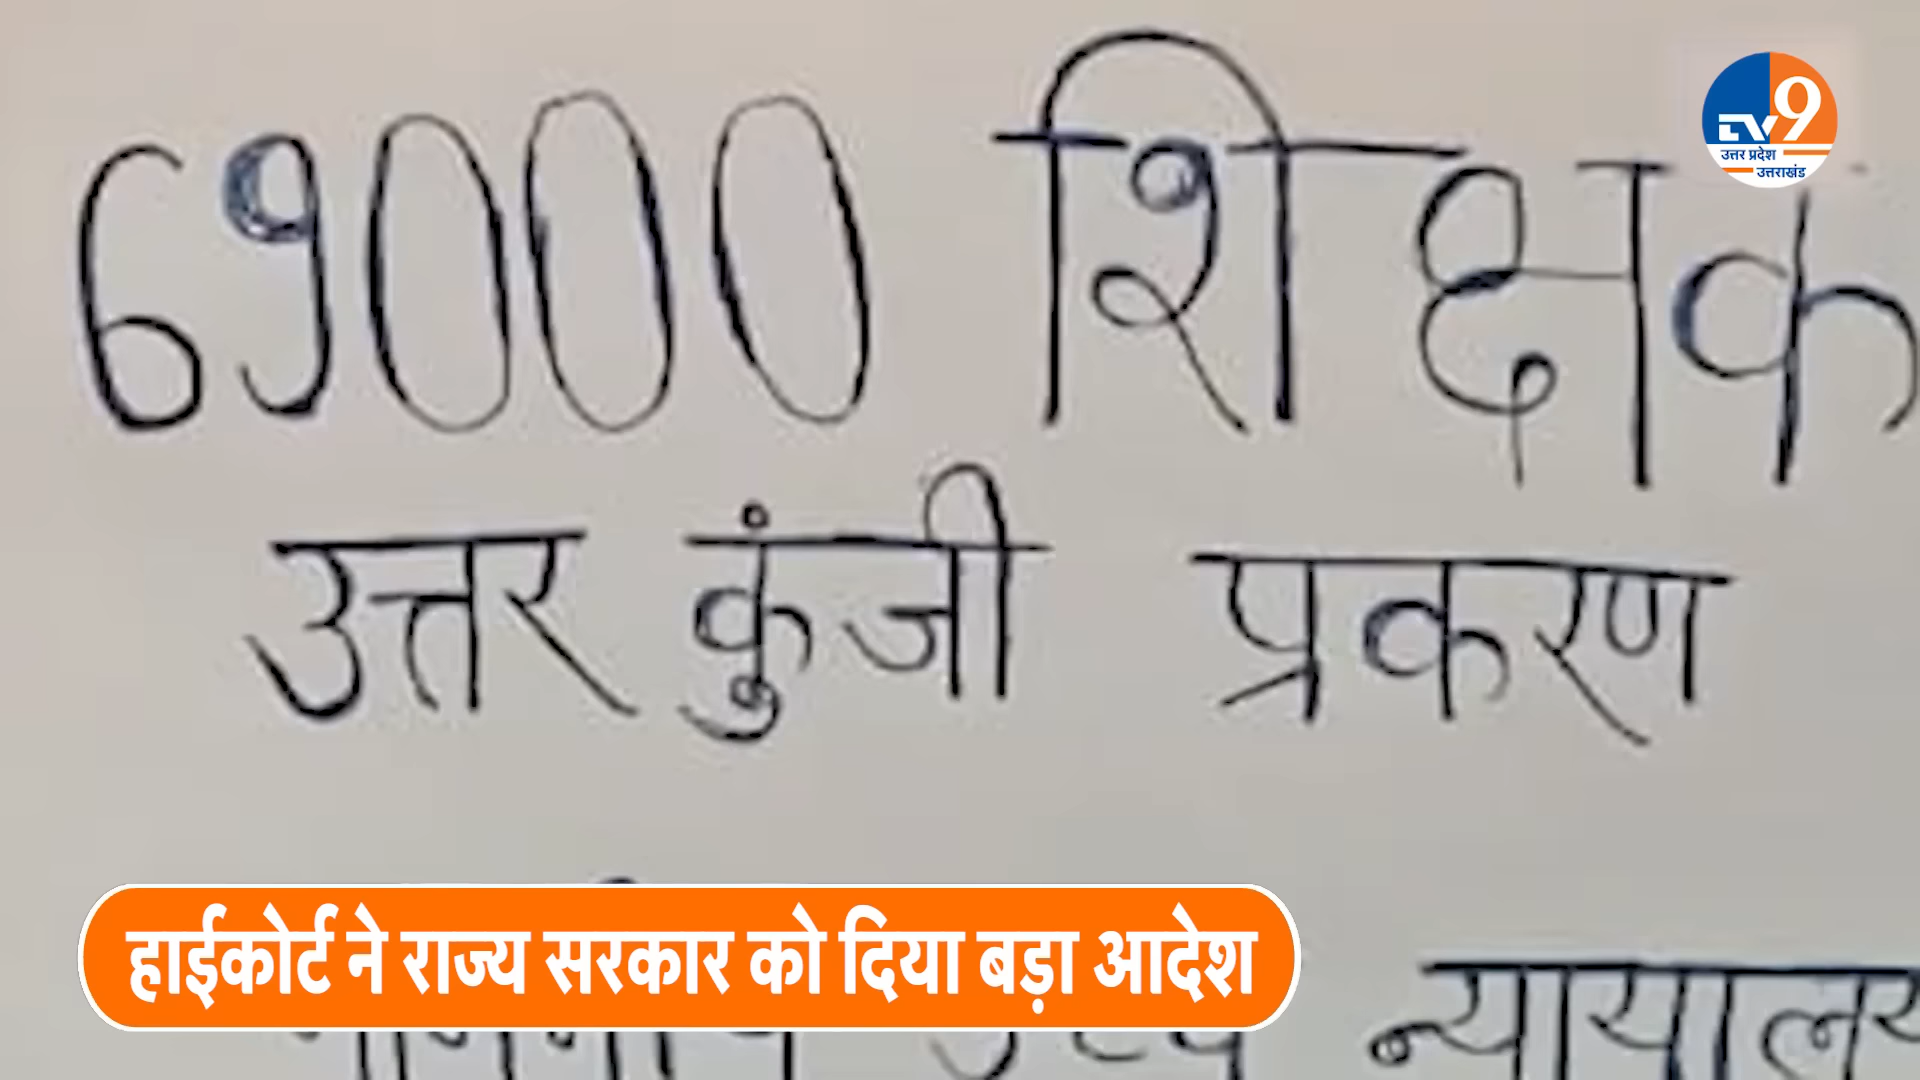 69000 शिक्षक
TV9
उत्तर प्रदेश
उत्तराखंड
उत्तर कुंजी प्रकरण
हाईकोर्ट ने राज्य सरकार को दिया बड़ा आदेश
न्यायालय